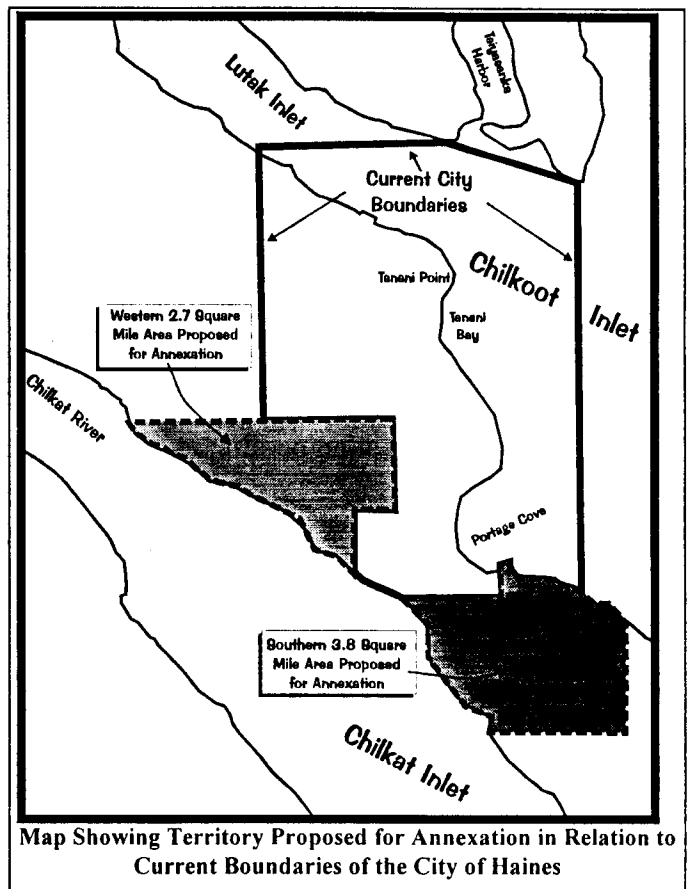 Lutak Inlet
Taiyasanka
Harbor
Current City
Boundaries
Chilkoot
Inlet
Tanani Point
Tanani
Bay
Western 2.7 Square
Mile Area Proposed
for Annexation
Chilkat River
Portage Cove
Southern 3.8 Square
Mile Area Proposed
for Annexation
Chilkat Inlet
Map Showing Territory Proposed for Annexation in Relation to
Current Boundaries of the City of Haines